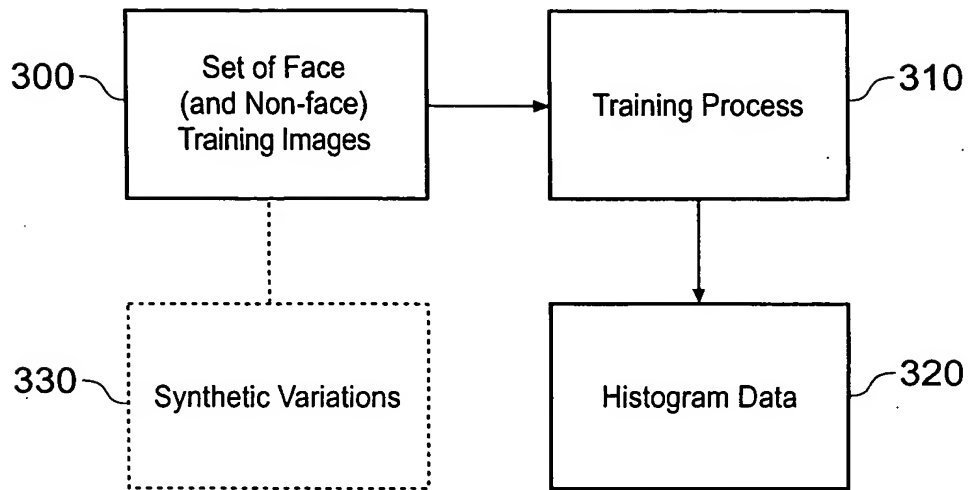 300
Set of Face
(and Non-face)
Training Images
Training Process
310
330
Synthetic Variations
Histogram Data
320